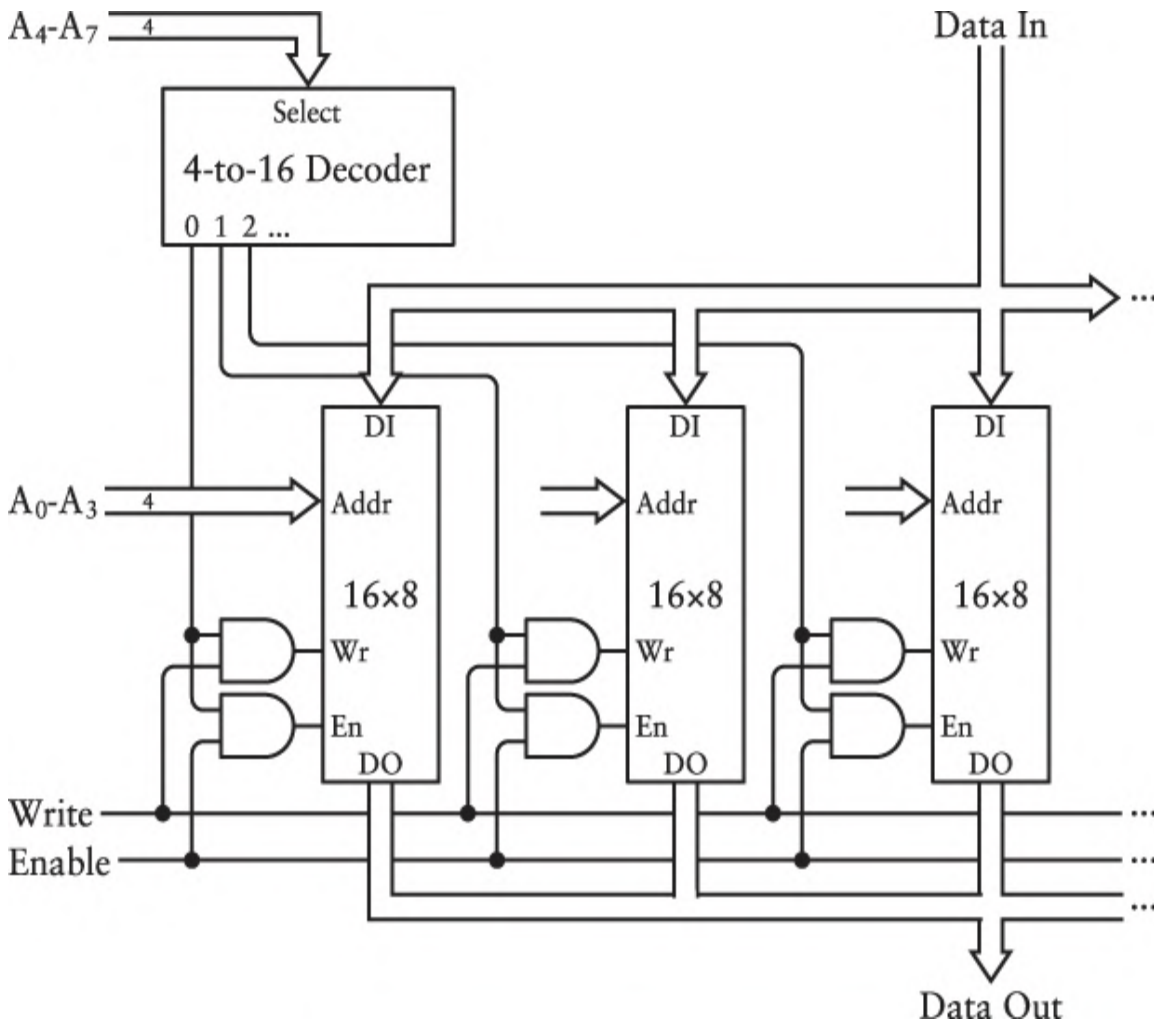 A₄-A₇ 4
Data In
Select
4-to-16 Decoder
0 1 2 ...
...
DI DI DI
A₀-A₃ 4 Addr Addr Addr
16×8 16×8 16×8
Wr Wr Wr
En En En
DO DO DO
Write ...
Enable ...
...
Data Out